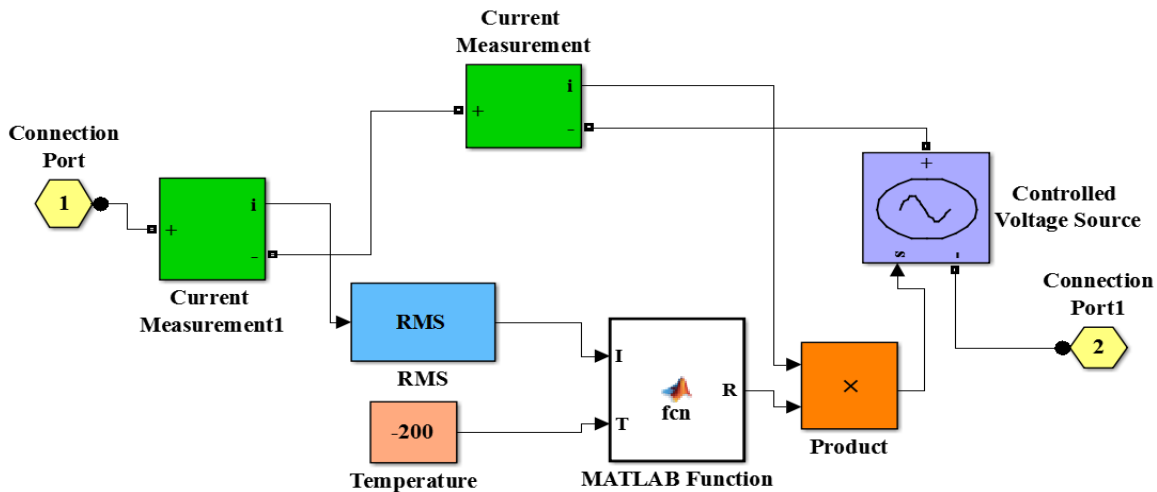 Current
Measurement
i
+
–
Connection
Port
1
+
i
–
Current
Measurement1
+
s
-
Controlled
Voltage Source
Connection
Port1
2
RMS
RMS
-200
Temperature
I
T
R
fcn
MATLAB Function
×
Product